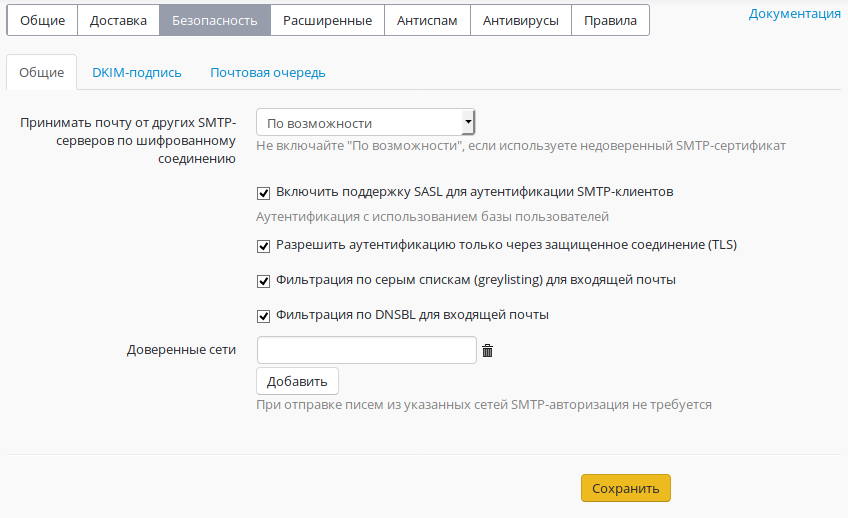 Общие Доставка Безопасность Расширенные Антиспам Антивирусы Правила Документация
Общие DKIM-подпись Почтовая очередь
Принимать почту от других SMTP-
серверов по шифрованному
соединению
По возможности
Не включайте "По возможности", если используете недоверенный SMTP-сертификат
Включить поддержку SASL для аутентификации SMTP-клиентов
Аутентификация с использованием базы пользователей
Разрешить аутентификацию только через защищенное соединение (TLS)
Фильтрация по серым спискам (greylisting) для входящей почты
Фильтрация по DNSBL для входящей почты
Доверенные сети
Добавить
При отправке писем из указанных сетей SMTP-авторизация не требуется
Сохранить